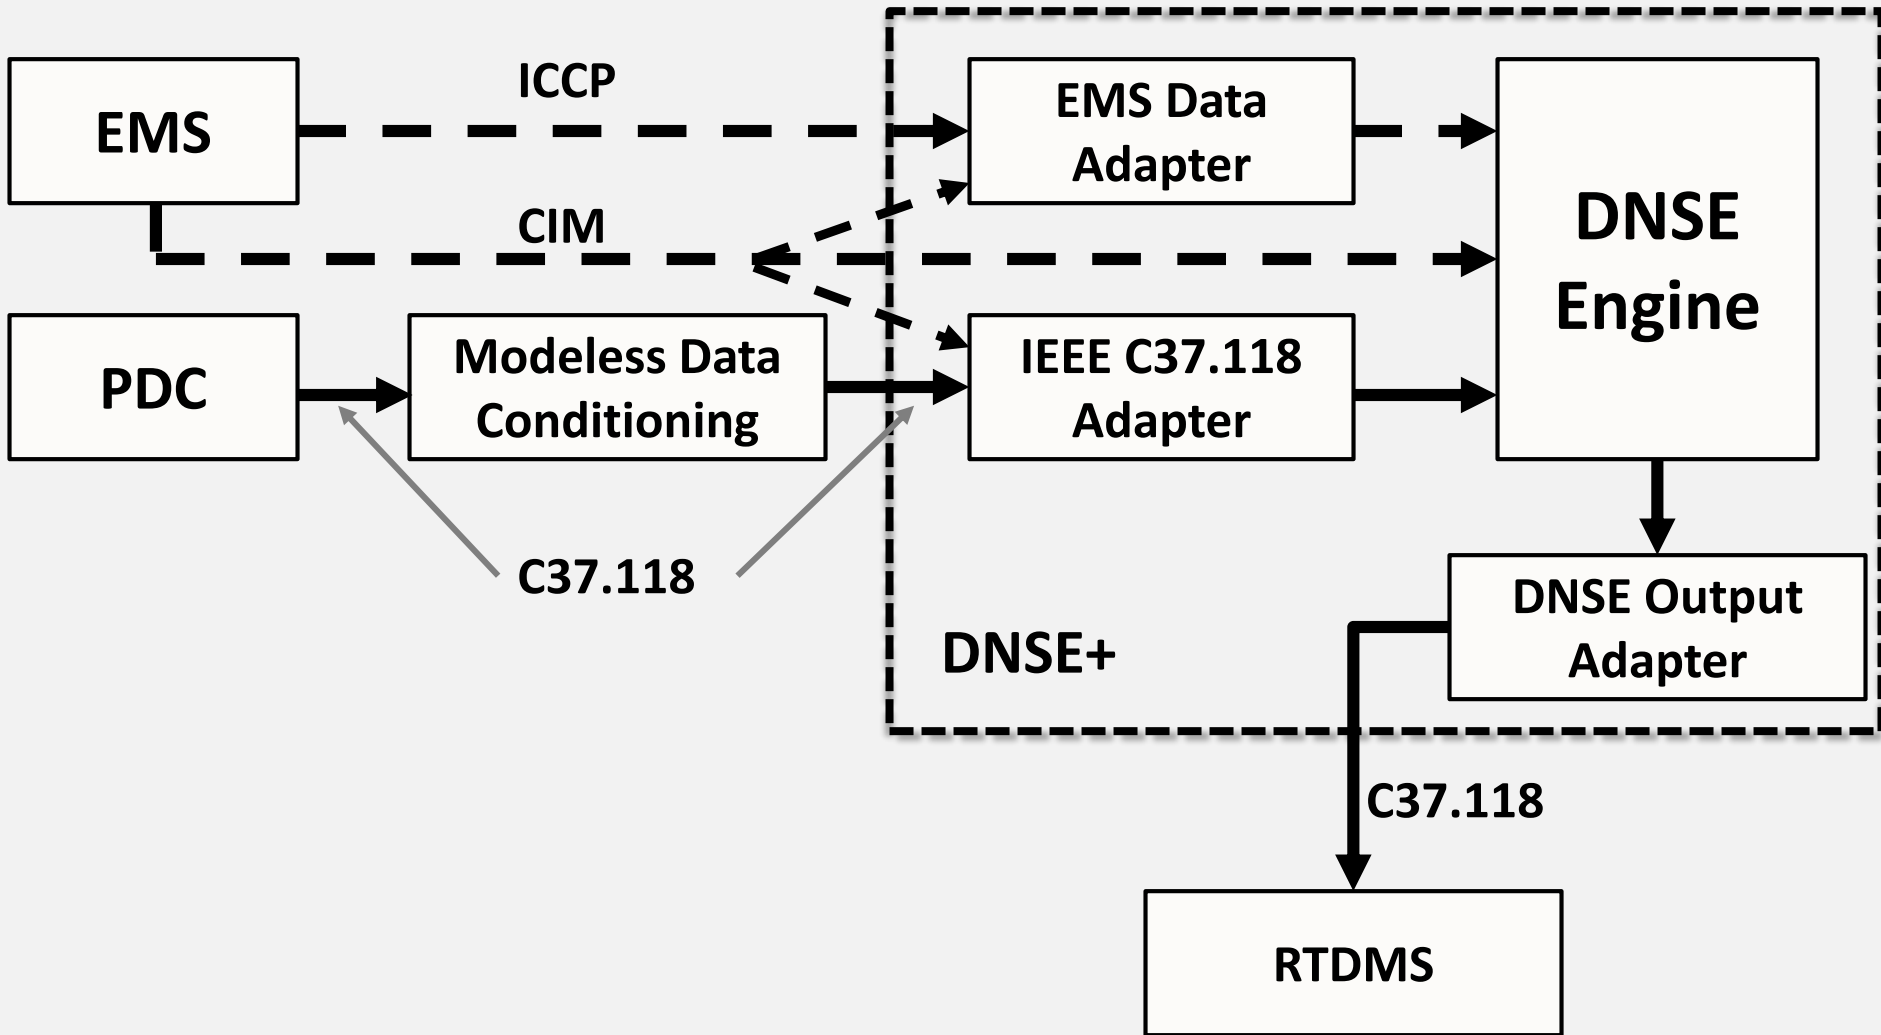 ICCP
EMS
EMS Data
Adapter
DNSE
Engine
CIM
PDC
Modeless Data
Conditioning
IEEE C37.118
Adapter
C37.118
DNSE+
DNSE Output
Adapter
C37.118
RTDMS